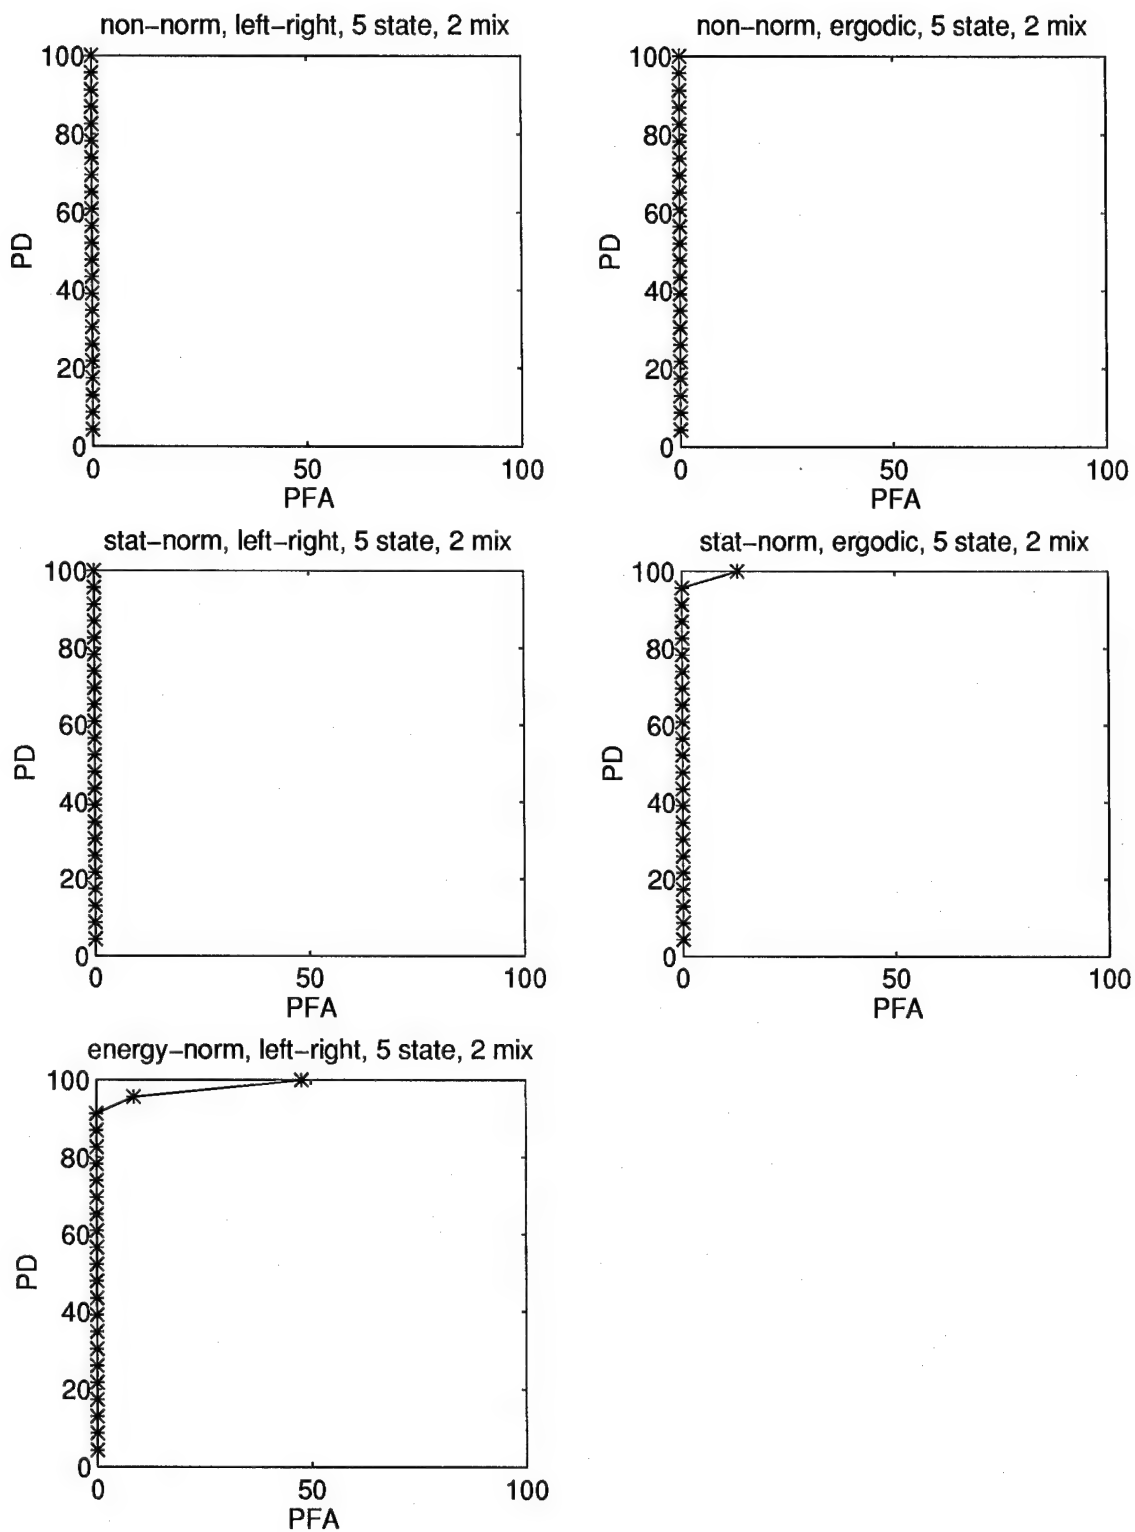 non-norm, left-right, 5 state, 2 mix
100
80
60
40
20
0
PD
0 50 100
PFA
non-norm, ergodic, 5 state, 2 mix
100
80
60
40
20
0
PD
0 50 100
PFA
stat-norm, left-right, 5 state, 2 mix
100
80
60
40
20
0
PD
0 50 100
PFA
stat-norm, ergodic, 5 state, 2 mix
100
80
60
40
20
0
PD
0 50 100
PFA
energy-norm, left-right, 5 state, 2 mix
100
80
60
40
20
0
PD
0 50 100
PFA